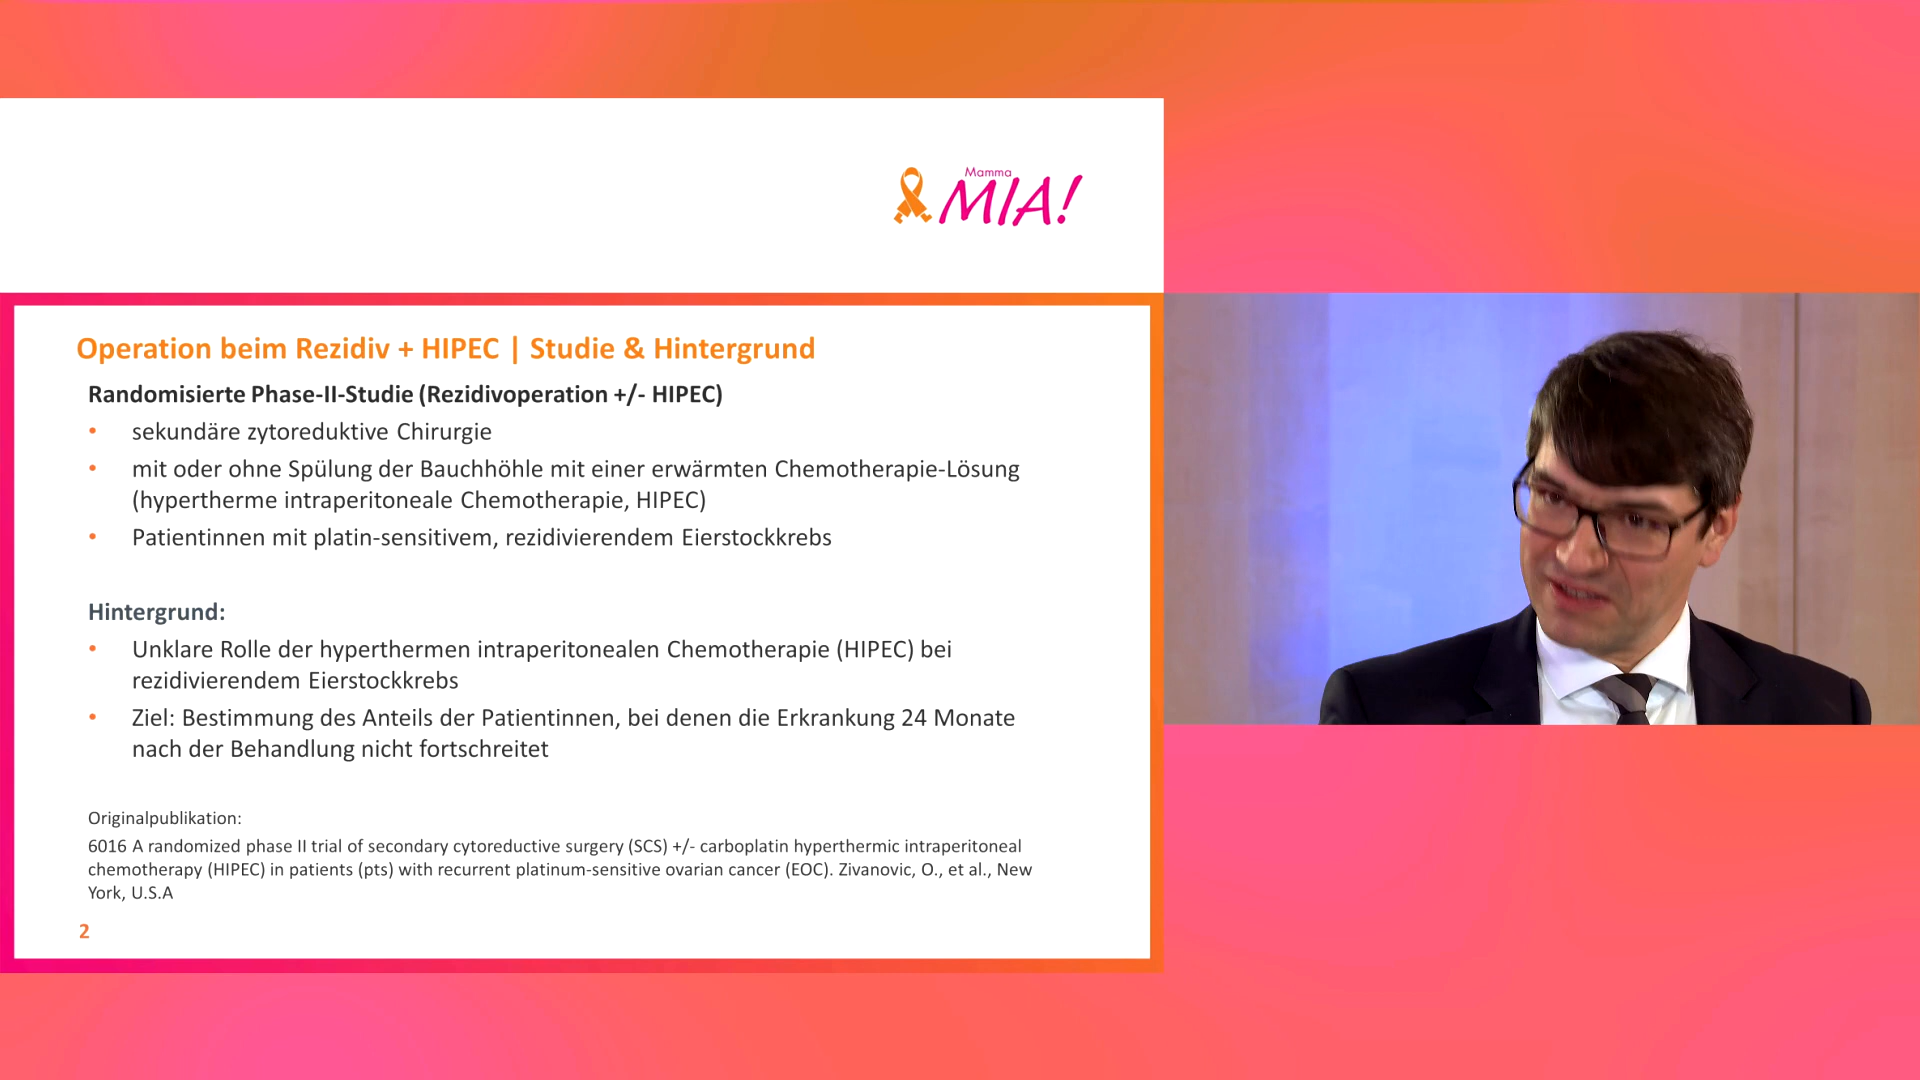 Mamma
MIA!
Operation beim Rezidiv + HIPEC | Studie & Hintergrund
Randomisierte Phase-II-Studie (Rezidivoperation +/- HIPEC)
• sekundäre zytoreduktive Chirurgie
• mit oder ohne Spülung der Bauchhöhle mit einer erwärmten Chemotherapie-Lösung
(hypertherme intraperitoneale Chemotherapie, HIPEC)
• Patientinnen mit platin-sensitivem, rezidivierendem Eierstockkrebs
Hintergrund:
• Unklare Rolle der hyperthermen intraperitonealen Chemotherapie (HIPEC) bei
rezidivierendem Eierstockkrebs
• Ziel: Bestimmung des Anteils der Patientinnen, bei denen die Erkrankung 24 Monate
nach der Behandlung nicht fortschreitet
Originalpublikation:
6016 A randomized phase II trial of secondary cytoreductive surgery (SCS) +/- carboplatin hyperthermic intraperitoneal
chemotherapy (HIPEC) in patients (pts) with recurrent platinum-sensitive ovarian cancer (EOC). Zivanovic, O., et al., New
York, U.S.A
2